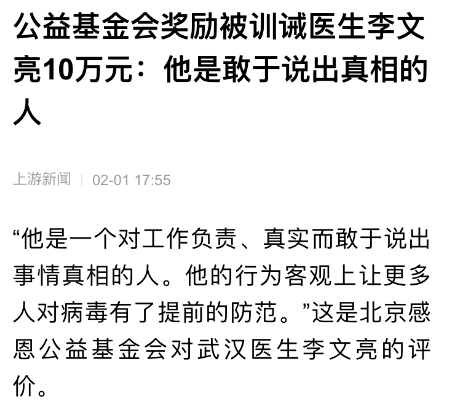 公益基金会奖励被训诫医生李文
亮10万元：他是敢于说出真相的
人
上游新闻 | 02-01 17:55
“他是一个对工作负责、真实而敢于说出
事情真相的人。他的行为客观上让更多
人对病毒有了提前的防范。”这是北京感
恩公益基金会对武汉医生李文亮的评
价。